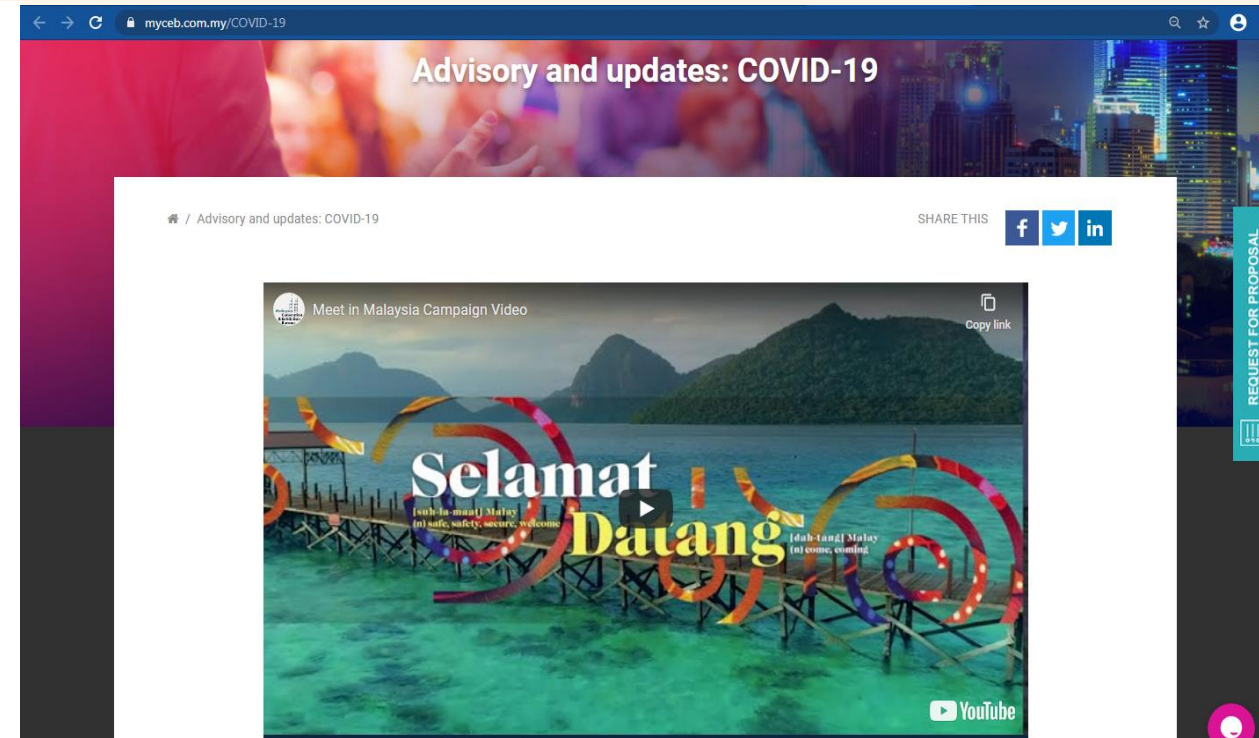 myceb.com.my/COVID-19
Advisory and updates: COVID-19
/ Advisory and updates: COVID-19
SHARE THIS
f
in
Meet in Malaysia Campaign Video
Copy link
Selamat
[suh-la-maat] Malay
(n) safe, safety, secure, welcome
Datang
[dah-tang] Malay
(n) come, coming
YouTube
REQUEST FOR PROPOSAL